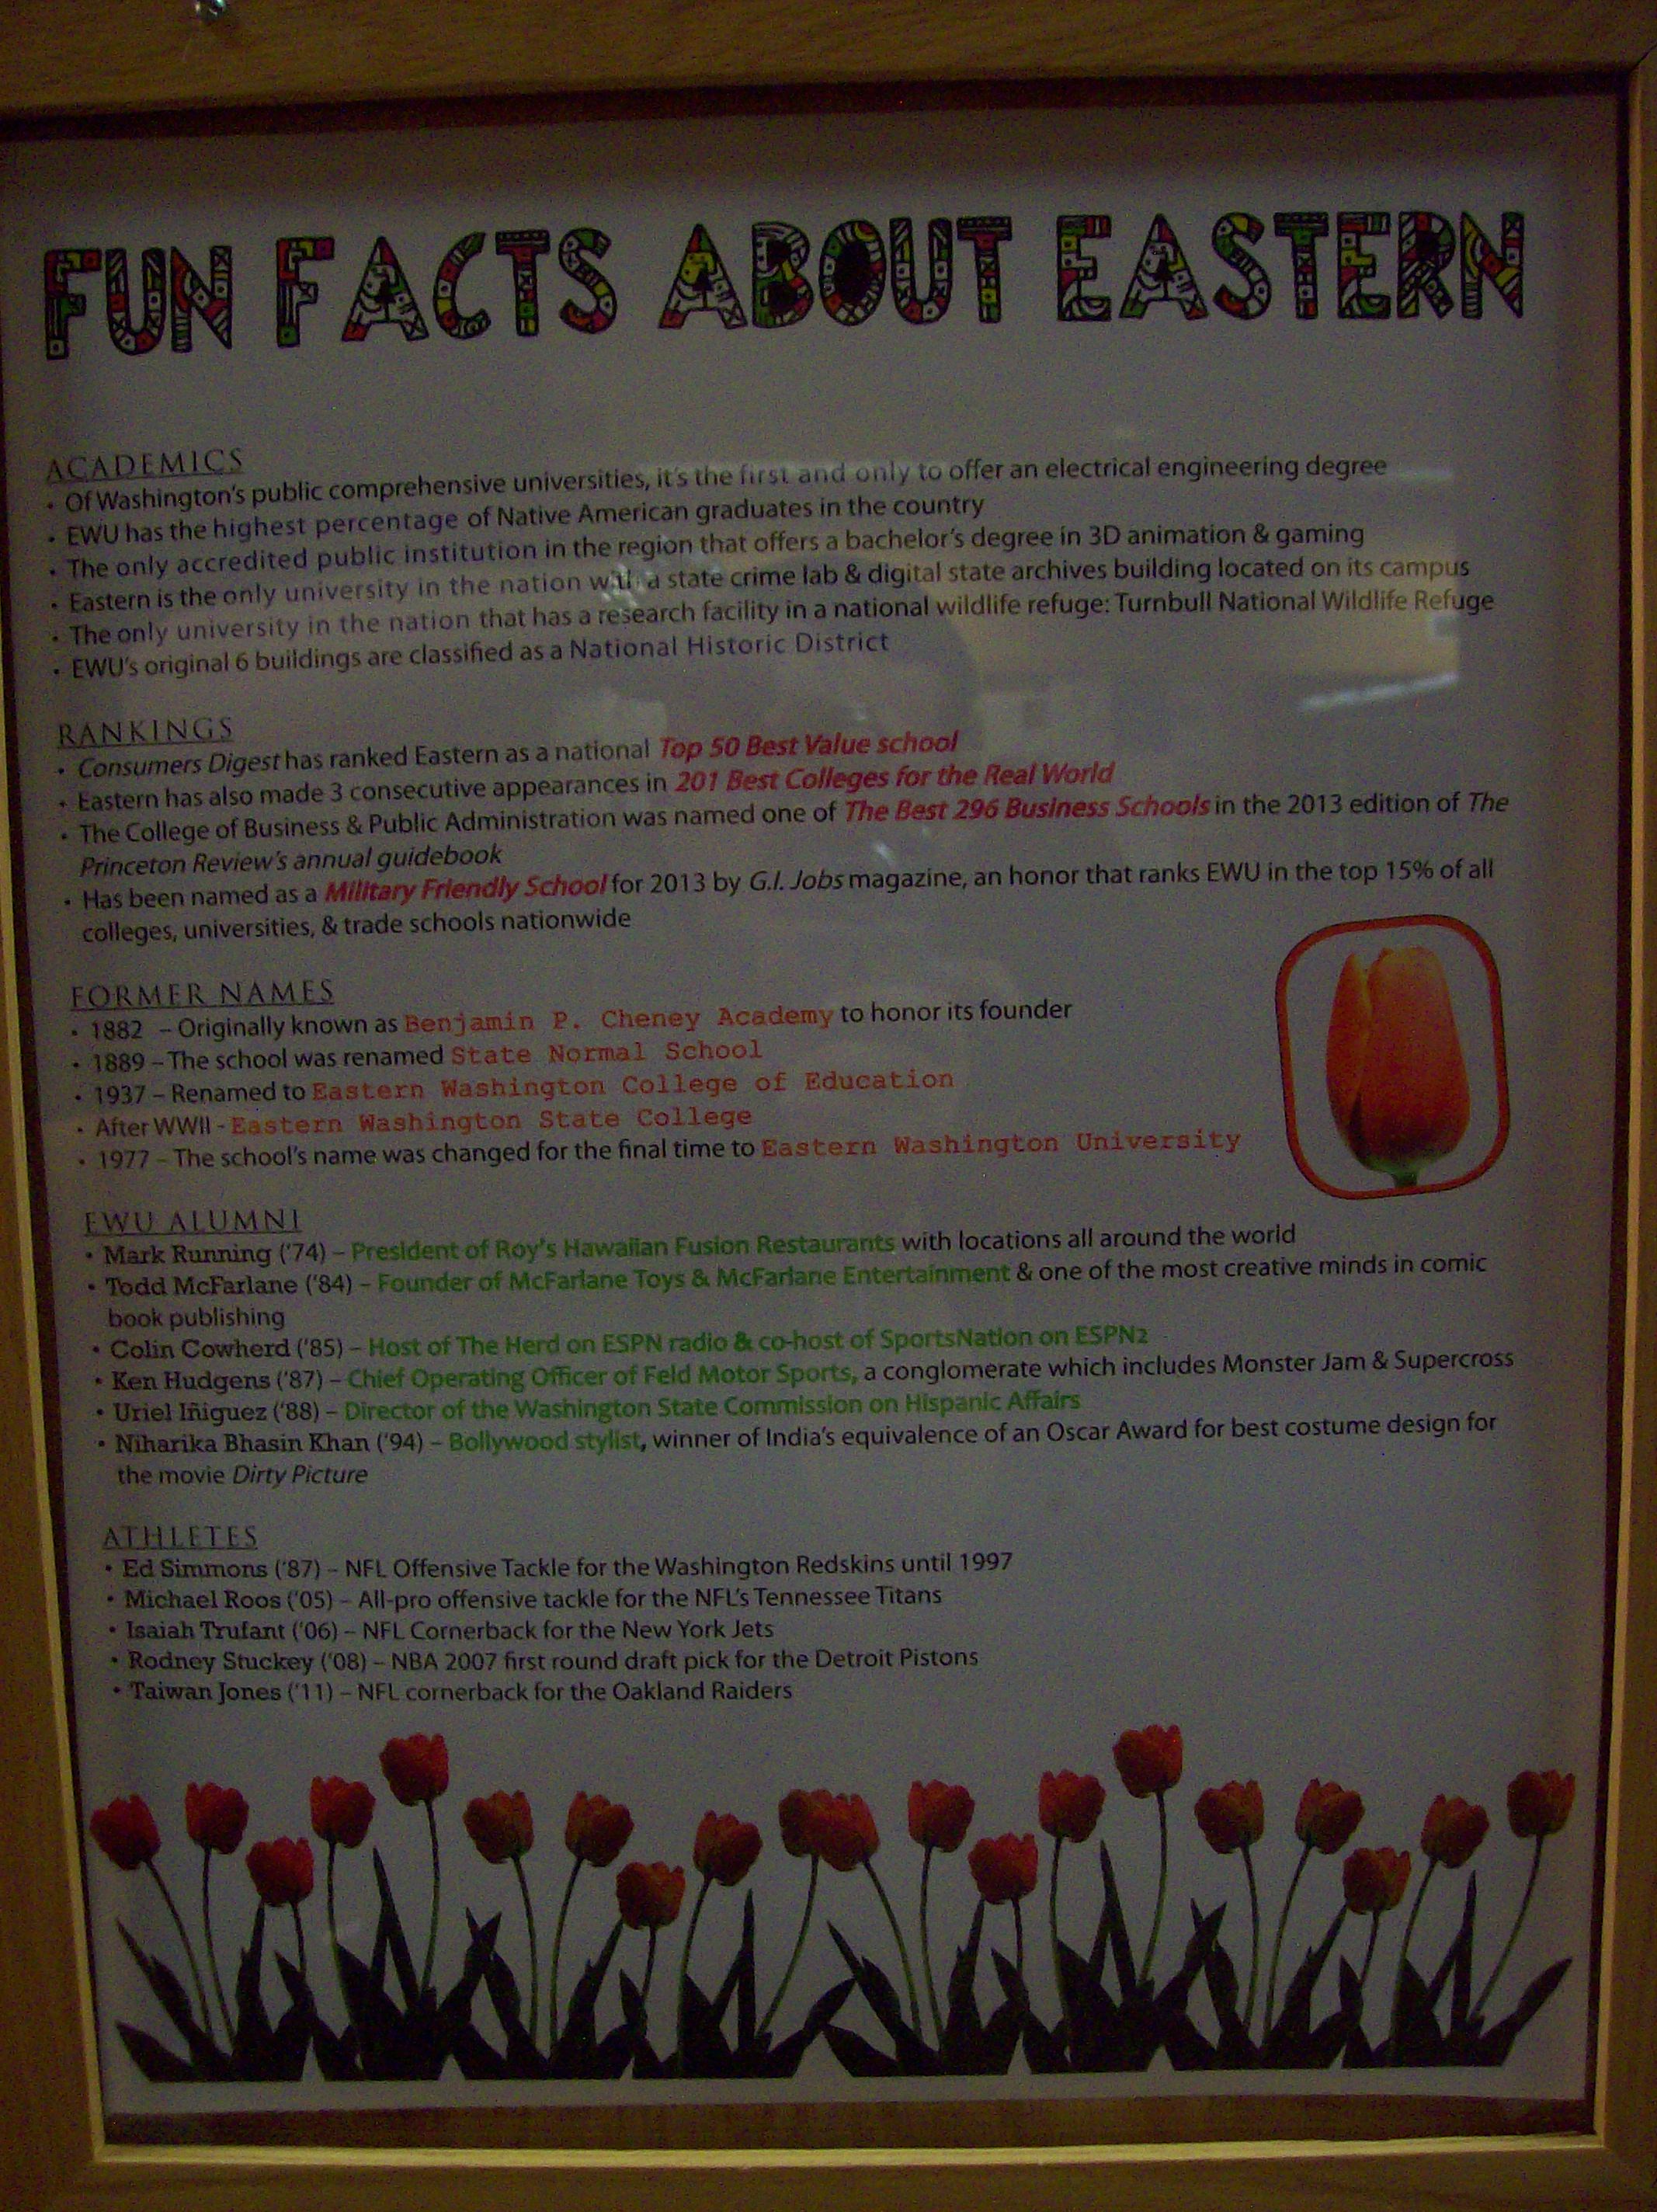 FUN FACTS ABOUT EASTERN
ACADEMICS
• Of Washington's public comprehensive universities, it's the first and only to offer an electrical engineering degree
• EWU has the highest percentage of Native American graduates in the country
• The only accredited public institution in the region that offers a bachelor's degree in 3D animation & gaming
• Eastern is the only university in the nation with a state crime lab & digital state archives building located on its campus
• The only university in the nation that has a research facility in a national wildlife refuge: Turnbull National Wildlife Refuge
• EWU's original 6 buildings are classified as a National Historic District
RANKINGS
• Consumers Digest has ranked Eastern as a national Top 50 Best Value school
• Eastern has also made 3 consecutive appearances in 201 Best Colleges for the Real World
• The College of Business & Public Administration was named one of The Best 296 Business Schools in the 2013 edition of The
Princeton Review's annual guidebook
• Has been named as a Military Friendly School for 2013 by G.I. Jobs magazine, an honor that ranks EWU in the top 15% of all
colleges, universities, & trade schools nationwide
FORMER NAMES
• 1882 – Originally known as Benjamin P. Cheney Academy to honor its founder
• 1889 – The school was renamed State Normal School
• 1937 – Renamed to Eastern Washington College of Education
• After WWII - Eastern Washington State College
• 1977 – The school's name was changed for the final time to Eastern Washington University
EWU ALUMNI
• Mark Running ('74) – President of Roy's Hawaiian Fusion Restaurants with locations all around the world
• Todd McFarlane ('84) – Founder of McFarlane Toys & McFarlane Entertainment & one of the most creative minds in comic
book publishing
• Colin Cowherd ('85) – Host of The Herd on ESPN radio & co-host of SportsNation on ESPN2
• Ken Hudgens ('87) – Chief Operating Officer of Feld Motor Sports, a conglomerate which includes Monster Jam & Supercross
• Uriel Iñiguez ('88) – Director of the Washington State Commission on Hispanic Affairs
• Niharika Bhasin Khan ('94) – Bollywood stylist, winner of India's equivalence of an Oscar Award for best costume design for
the movie Dirty Picture
ATHLETES
• Ed Simmons ('87) – NFL Offensive Tackle for the Washington Redskins until 1997
• Michael Roos ('05) – All-pro offensive tackle for the NFL's Tennessee Titans
• Isaiah Trufant ('06) – NFL Cornerback for the New York Jets
• Rodney Stuckey ('08) – NBA 2007 first round draft pick for the Detroit Pistons
• Taiwan Jones ('11) – NFL cornerback for the Oakland Raiders